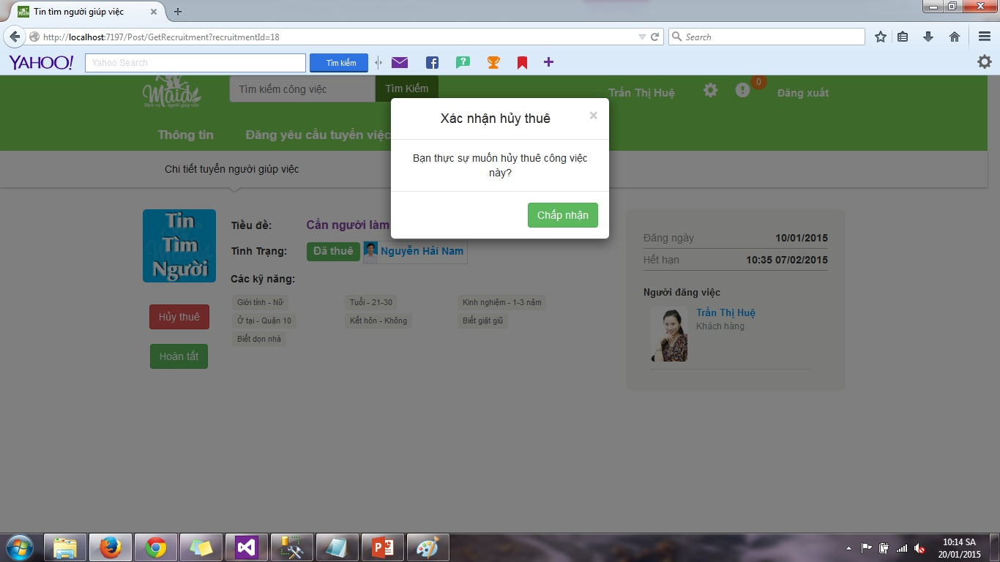 Tin tìm người giúp việc
http://localhost:7197/Post/GetRecruitment?recruitmentId=18
Search
YAHOO!
Yahoo Search
Tìm kiếm
Maid
Dịch vụ người giúp việc
Tìm kiếm công việc
Tìm Kiếm
Trần Thị Huệ
0
Đăng xuất
Thông tin
Đăng yêu cầu tuyển việc
Xác nhận hủy thuê
×
Bạn thực sự muốn hủy thuê công việc
này?
Chấp nhận
Chi tiết tuyển người giúp việc
Tin
Tìm
Người
Tiêu đề:
Cần người làm
Tình Trạng:
Đã thuê
Nguyễn Hải Nam
Các kỹ năng:
Giới tính - Nữ
Tuổi - 21-30
Kinh nghiệm - 1-3 năm
Ở tại - Quận 10
Kết hôn - Không
Biết giặt giũ
Biết dọn nhà
Hủy thuê
Hoàn tất
Đăng ngày
10/01/2015
Hết hạn
10:35 07/02/2015
Người đăng việc
Trần Thị Huệ
Khách hàng
10:14 SA
20/01/2015